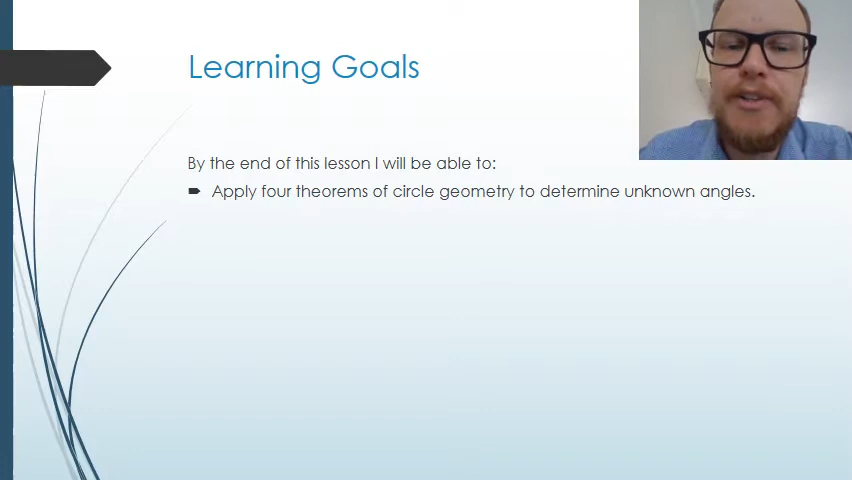 Learning Goals
By the end of this lesson I will be able to:
Apply four theorems of circle geometry to determine unknown angles.